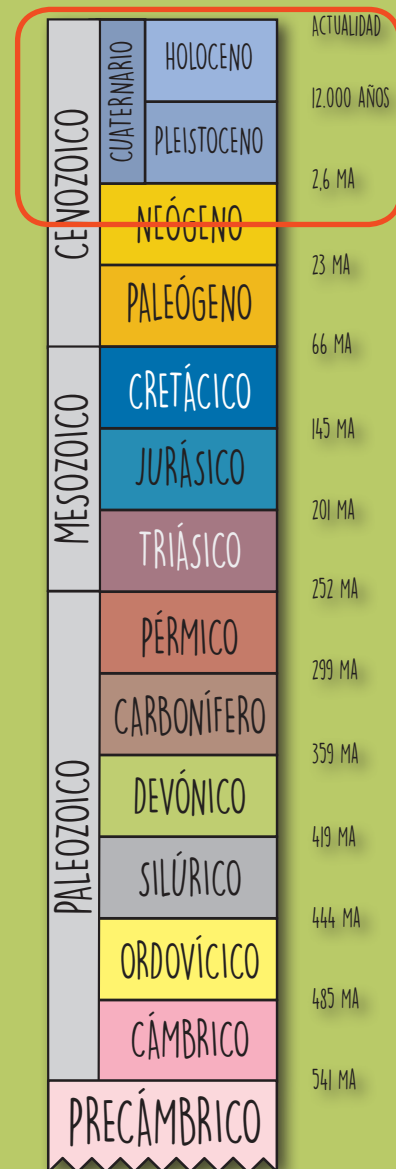 ACTUALIDAD
HOLOCENO
CUATERNARIO
12.000 AÑOS
PLEISTOCENO
2,6 MA
CENOZOICO
NEÓGENO
23 MA
PALEÓGENO
66 MA
CRETÁCICO
145 MA
MESOZOICO
JURÁSICO
201 MA
TRIÁSICO
252 MA
PÉRMICO
299 MA
CARBONÍFERO
359 MA
DEVÓNICO
419 MA
PALEOZOICO
SILÚRICO
444 MA
ORDOVÍCICO
485 MA
CÁMBRICO
541 MA
PRECÁMBRICO